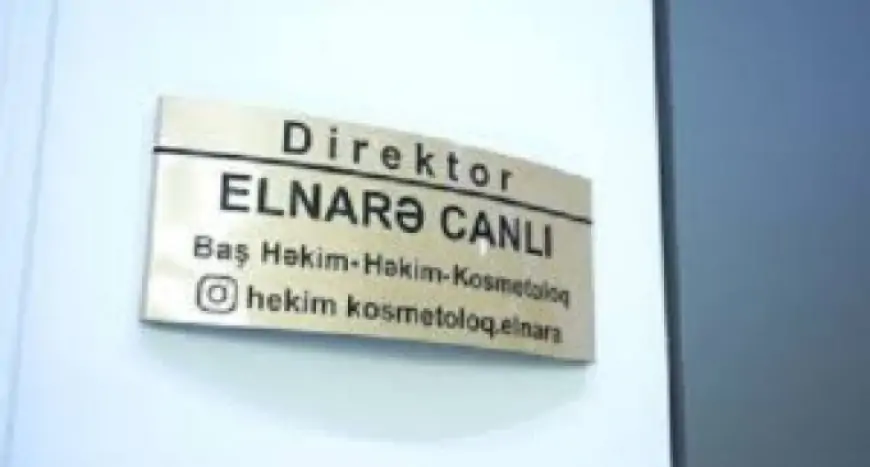 Direktor
ELNARƏ CANLI
Baş Həkim-Həkim-Kosmetoloq
hekim kosmetoloq.elnara